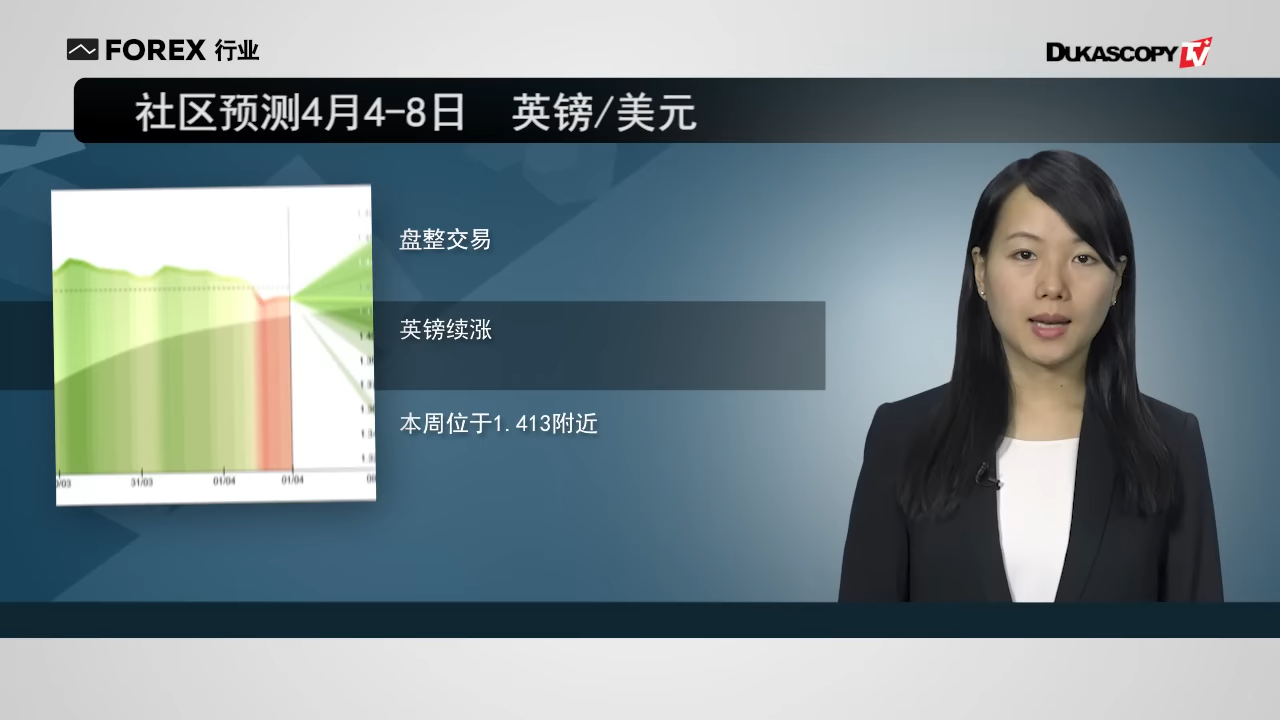 FOREX 行业
DUKASCOPY TV
社区预测4月4-8日 英镑/美元
盘整交易
英镑续涨
本周位于1.413附近
31/03
01/04
01/04